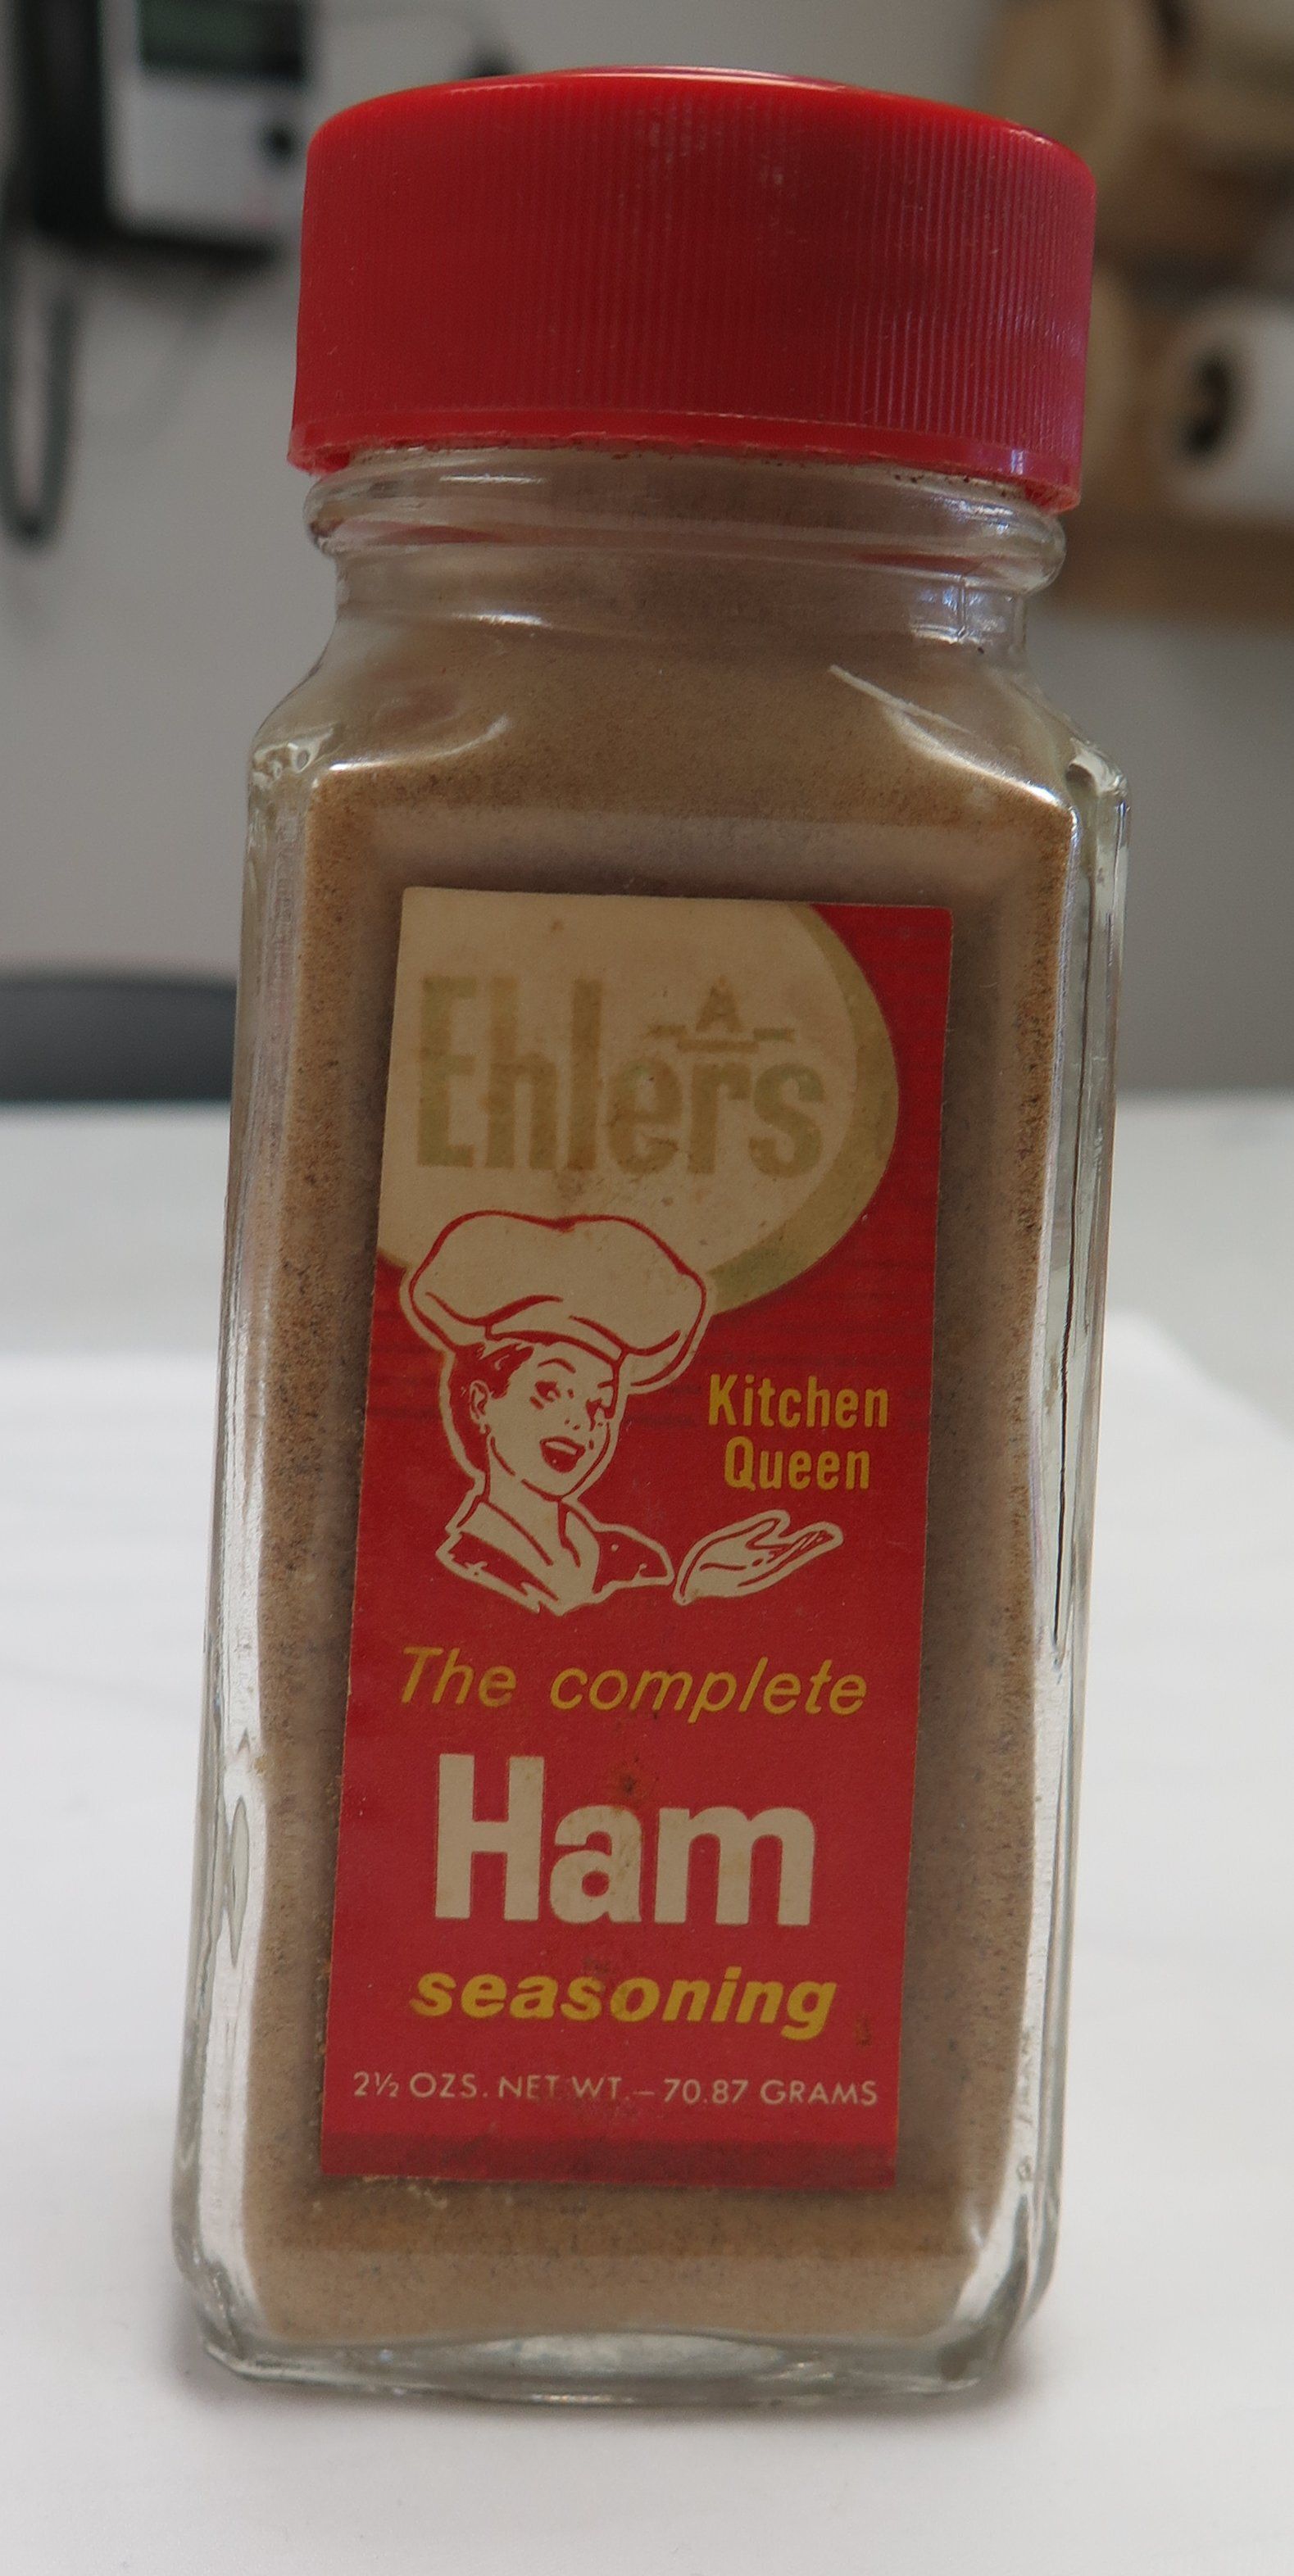 Ehlers
A
Kitchen
Queen
The complete
Ham
seasoning
2½ OZS. NET WT.– 70.87 GRAMS